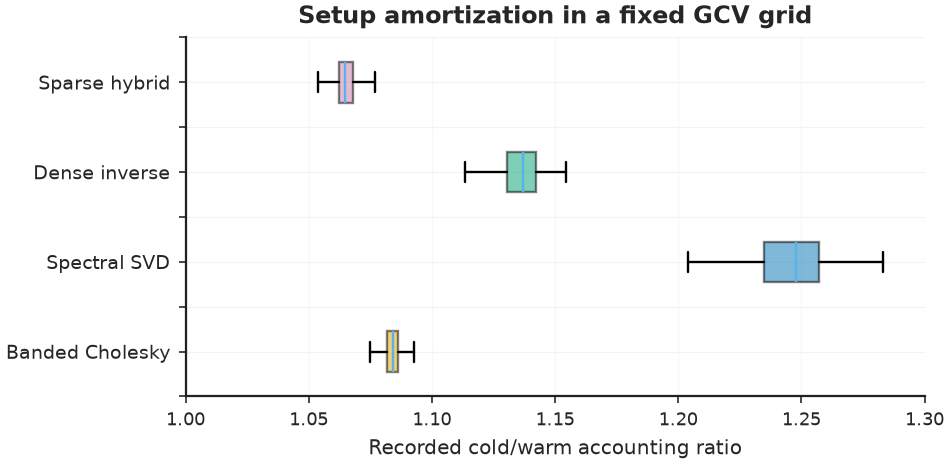 Setup amortization in a fixed GCV grid
Sparse hybrid
Dense inverse
Spectral SVD
Banded Cholesky
1.00 1.05 1.10 1.15 1.20 1.25 1.30
Recorded cold/warm accounting ratio